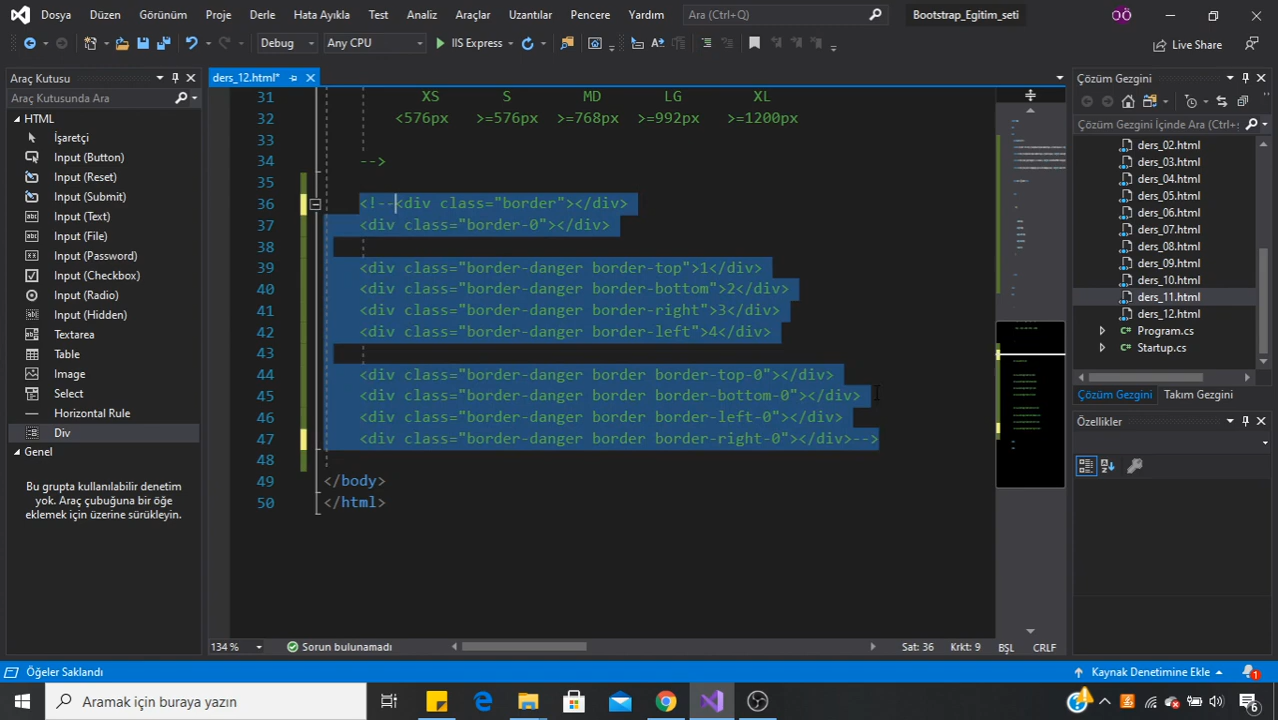 Dosya Düzen Görünüm Proje Derle Hata Ayıkla Test Analiz Araçlar Uzantılar Pencere Yardım Ara (Ctrl+Q) Bootstrap_Egitim_seti OÖ
Debug Any CPU IIS Express Live Share
Araç Kutusu
Araç Kutusunda Ara
HTML
İşaretçi
Input (Button)
Input (Reset)
Input (Submit)
Input (Text)
Input (File)
Input (Password)
Input (Checkbox)
Input (Radio)
Input (Hidden)
Textarea
Table
Image
Select
Horizontal Rule
Div
Genel
Bu grupta kullanılabilir denetim
yok. Araç çubuğuna bir öğe
eklemek için üzerine sürükleyin.
ders_12.html*
31 XS S MD LG XL
32 <576px >=576px >=768px >=992px >=1200px
33
34 -->
35
36 <!--<div class="border"></div>
37 <div class="border-0"></div>
38
39 <div class="border-danger border-top">1</div>
40 <div class="border-danger border-bottom">2</div>
41 <div class="border-danger border-right">3</div>
42 <div class="border-danger border-left">4</div>
43
44 <div class="border-danger border border-top-0"></div>
45 <div class="border-danger border border-bottom-0"></div>
46 <div class="border-danger border border-left-0"></div>
47 <div class="border-danger border border-right-0"></div>-->
48
49 </body>
50 </html>
134 % Sorun bulunamadı Sat: 36 Krkt: 9 BŞL CRLF
Çözüm Gezgini
Çözüm Gezgini İçinde Ara (Ctrl+
ders_02.html
ders_03.html
ders_04.html
ders_05.html
ders_06.html
ders_07.html
ders_08.html
ders_09.html
ders_10.html
ders_11.html
ders_12.html
Program.cs
Startup.cs
Çözüm Gezgini Takım Gezgini
Özellikler
Öğeler Saklandı Kaynak Denetimine Ekle 1
Aramak için buraya yazın 6